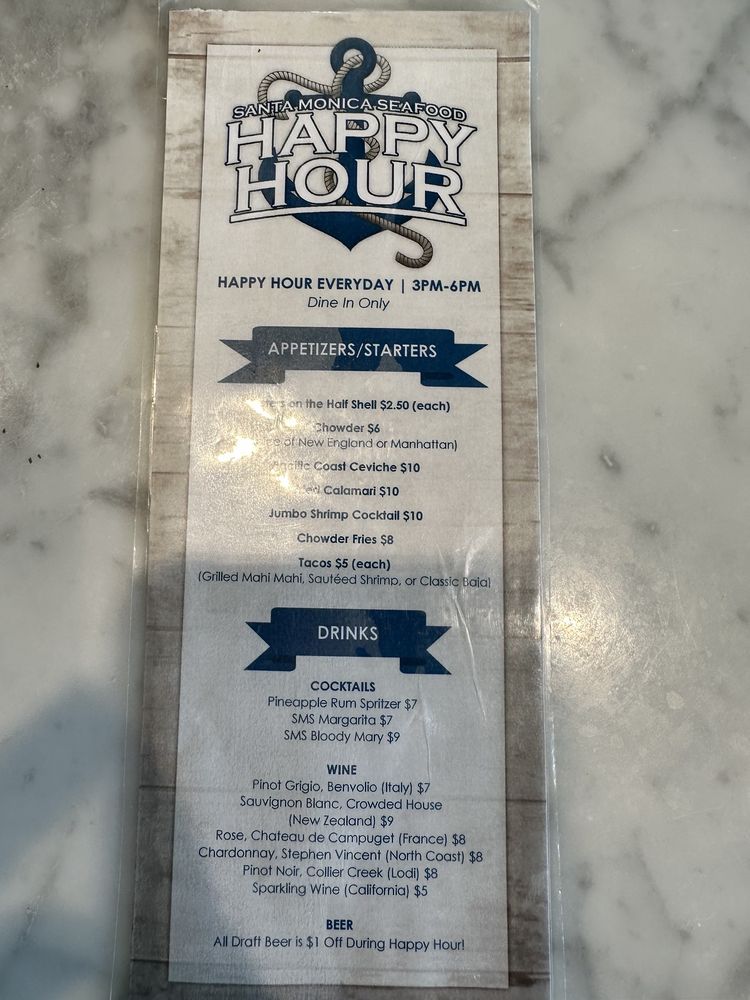 SANTA MONICA SEAFOOD
HAPPY
HOUR
HAPPY HOUR EVERYDAY | 3PM-6PM
Dine In Only
APPETIZERS/STARTERS
on the Half Shell $2.50 (each)
Chowder $6
of New England or Manhattan)
Pacific Coast Ceviche $10
Calamari $10
Jumbo Shrimp Cocktail $10
Chowder Fries $8
Tacos $5 (each)
(Grilled Mahi Mahi, Sautéed Shrimp, or Classic Baja)
DRINKS
COCKTAILS
Pineapple Rum Spritzer $7
SMS Margarita $7
SMS Bloody Mary $9
WINE
Pinot Grigio, Benvolio (Italy) $7
Sauvignon Blanc, Crowded House
(New Zealand) $9
Rose, Chateau de Campuget (France) $8
Chardonnay, Stephen Vincent (North Coast) $8
Pinot Noir, Collier Creek (Lodi) $8
Sparkling Wine (California) $5
BEER
All Draft Beer is $1 Off During Happy Hour!